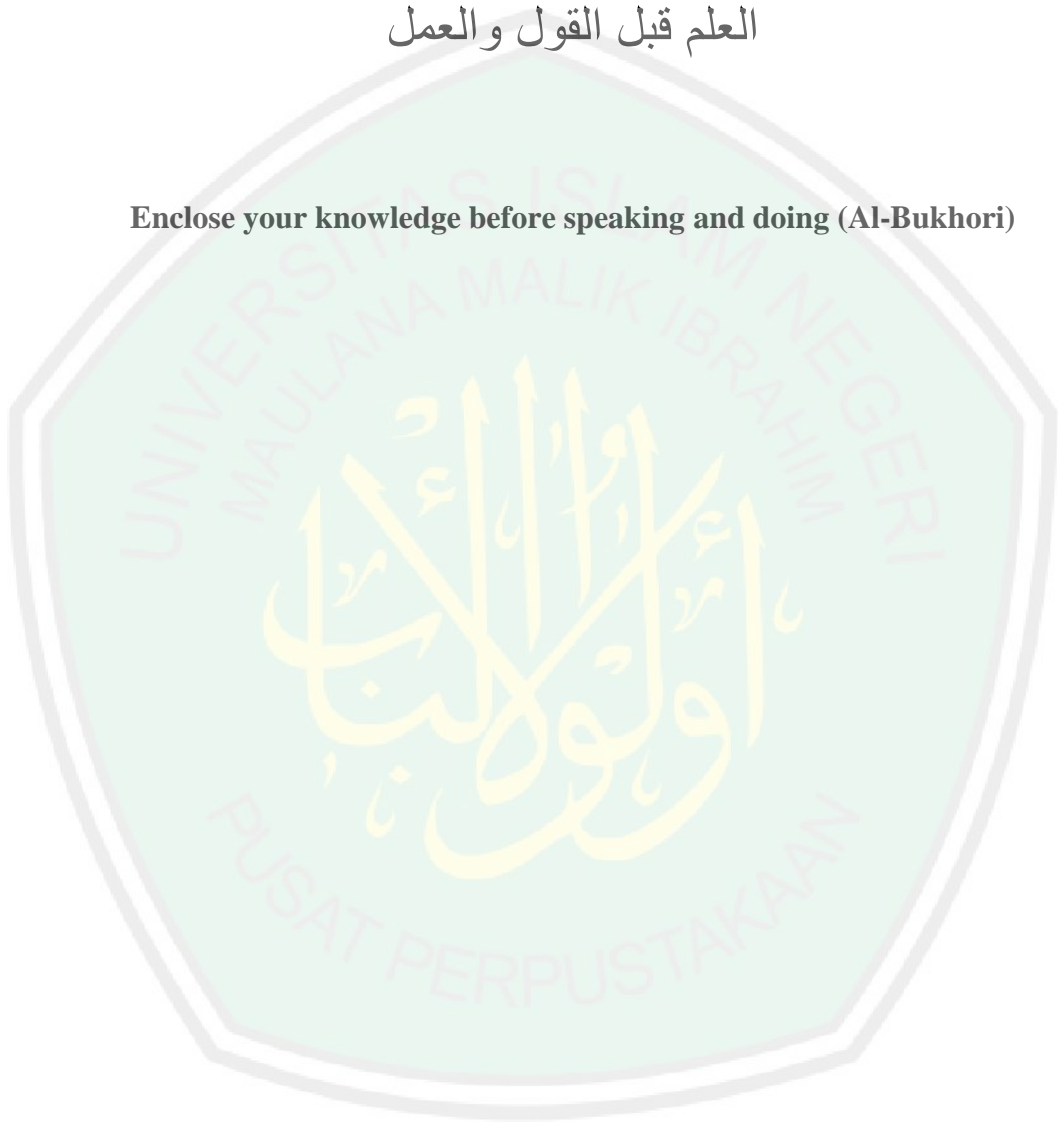 العلم قبل القول والعمل
Enclose your knowledge before speaking and doing (Al-Bukhori)
UNIVERSITAS ISLAM NEGERI
MAULANA MALIK IBRAHIM
PUSAT PERPUSTAKAAN